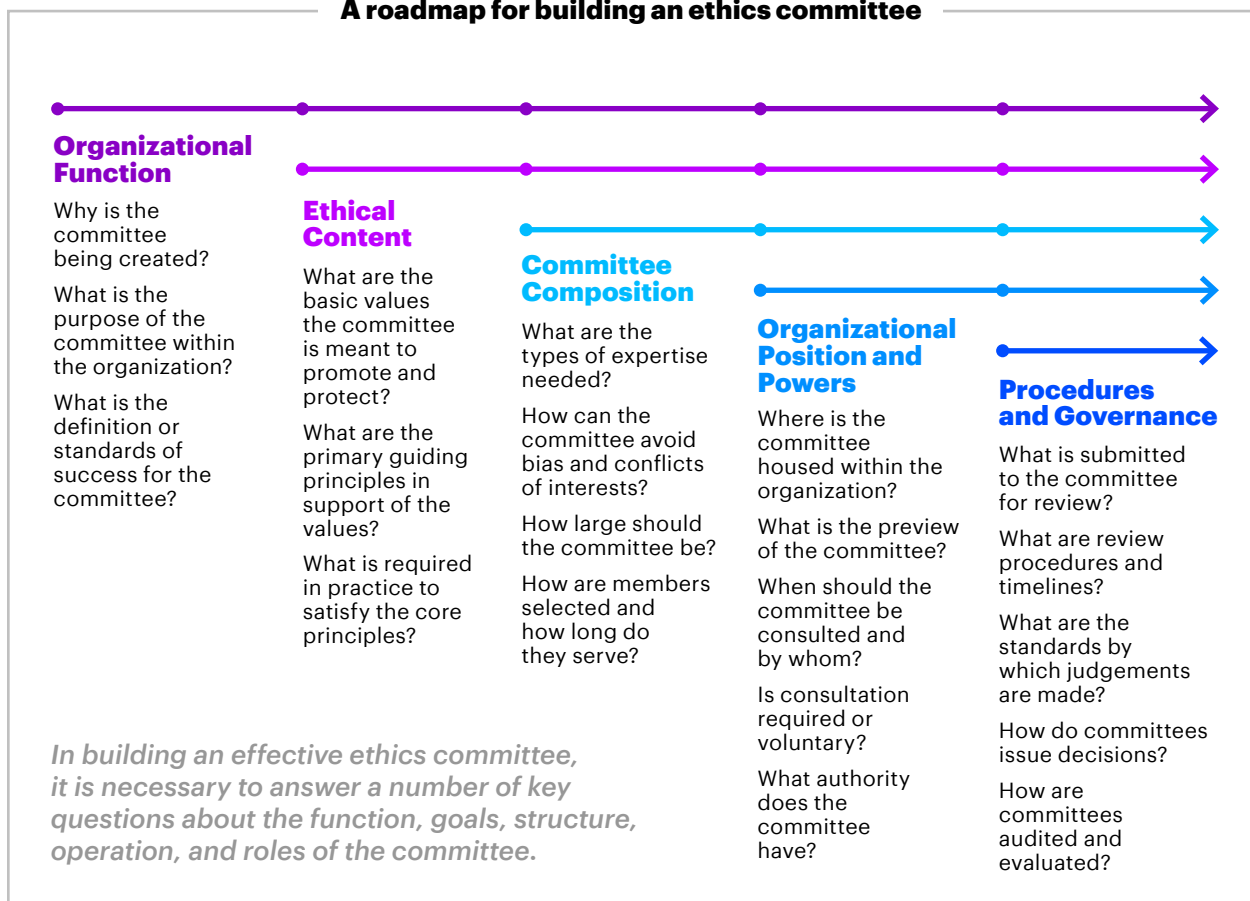 A roadmap for building an ethics committee
Organizational
Function
Why is the
committee
being created?
What is the
purpose of the
committee within
the organization?
What is the
definition or
standards of
success for the
committee?
Ethical
Content
What are the
basic values
the committee
is meant to
promote and
protect?
What are the
primary guiding
principles in
support of the
values?
What is required
in practice to
satisfy the core
principles?
Committee
Composition
What are the
types of expertise
needed?
How can the
committee avoid
bias and conflicts
of interests?
How large should
the committee be?
How are members
selected and
how long do
they serve?
Organizational
Position and
Powers
Where is the
committee
housed within the
organization?
What is the preview
of the committee?
When should the
committee be
consulted and
by whom?
Is consultation
required or
voluntary?
What authority
does the
committee
have?
Procedures
and Governance
What is submitted
to the committee
for review?
What are review
procedures and
timelines?
What are the
standards by
which judgements
are made?
How do committees
issue decisions?
How are
committees
audited and
evaluated?
In building an effective ethics committee,
it is necessary to answer a number of key
questions about the function, goals, structure,
operation, and roles of the committee.